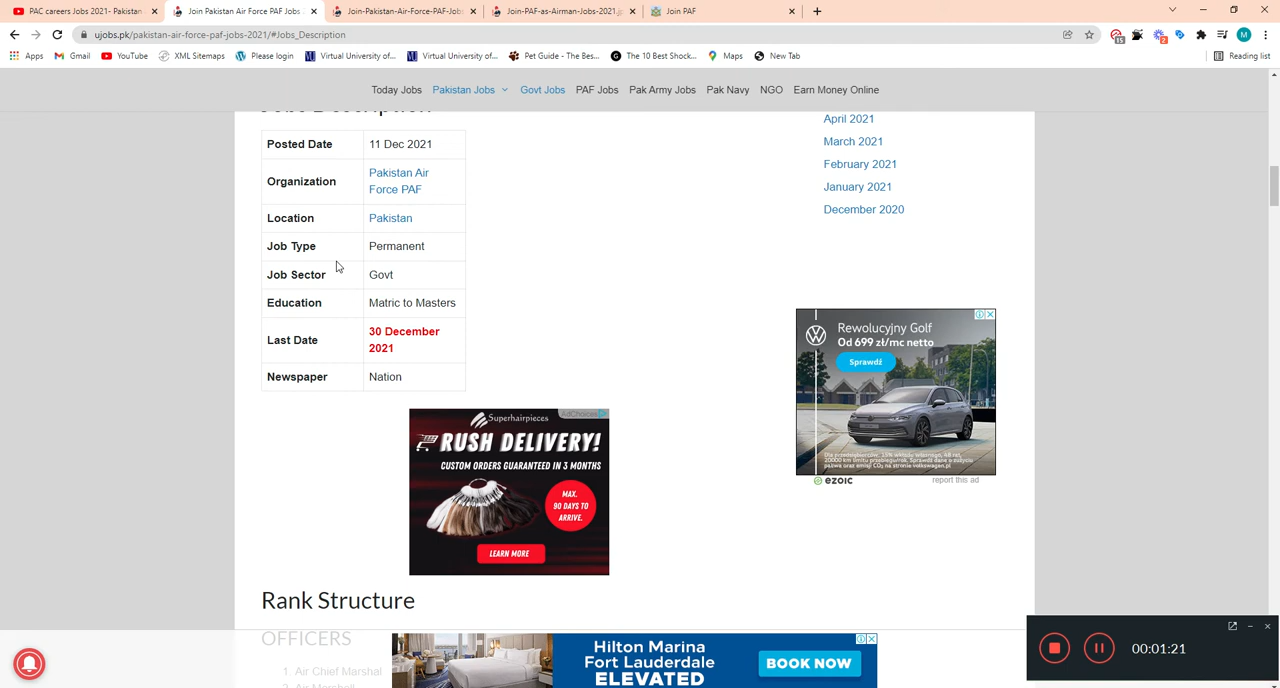 PAC careers Jobs 2021- Pakistan
Join Pakistan Air Force PAF Jobs
Join-Pakistan-Air-Force-PAF-Job
Join-PAF-as-Airman-Jobs-2021.j
Join PAF
ujobs.pk/pakistan-air-force-paf-jobs-2021/#Jobs_Description
M
Apps
Gmail
YouTube
XML Sitemaps
Please login
Virtual University of...
Virtual University of...
Pet Guide - The Bes...
The 10 Best Shock...
Maps
New Tab
Reading list
Today Jobs
Pakistan Jobs
Govt Jobs
PAF Jobs
Pak Army Jobs
Pak Navy
NGO
Earn Money Online
Jobs Description
Posted Date 11 Dec 2021
Organization Pakistan Air
Force PAF
Location Pakistan
Job Type Permanent
Job Sector Govt
Education Matric to Masters
Last Date 30 December
2021
Newspaper Nation
April 2021
March 2021
February 2021
January 2021
December 2020
Rewolucyjny Golf
Od 699 zł/mc netto
Sprawdź
ezoic
report this ad
Superhairpieces
AdChoices
RUSH DELIVERY!
CUSTOM ORDERS GUARANTEED IN 3 MONTHS
MAX.
90 DAYS TO
ARRIVE.
LEARN MORE
Rank Structure
OFFICERS
1. Air Chief Marshal
2. Air Marshall
Hilton Marina
Fort Lauderdale
ELEVATED
BOOK NOW
00:01:21